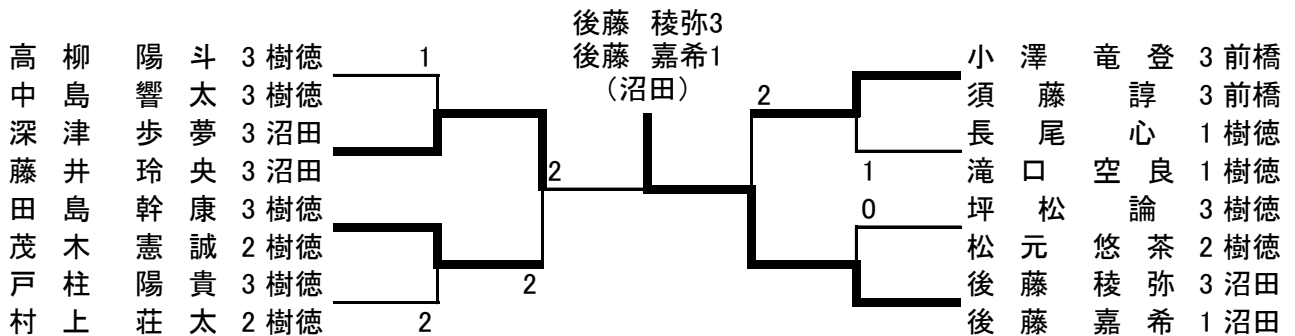 後藤 稜弥3
後藤 嘉希1
（沼田）
高柳 陽斗 3 樹徳
中島 響太 3 樹徳
深津 歩夢 3 沼田
藤井 玲央 3 沼田
田島 幹康 3 樹徳
茂木 憲誠 2 樹徳
戸柱 陽貴 3 樹徳
村上 荘太 2 樹徳
1
2
2
2
小澤 竜登 3 前橋
須藤 諄 3 前橋
長尾 心 1 樹徳
滝口 空良 1 樹徳
坪松 論 3 樹徳
松元 悠茶 2 樹徳
後藤 稜弥 3 沼田
後藤 嘉希 1 沼田
2
1
0